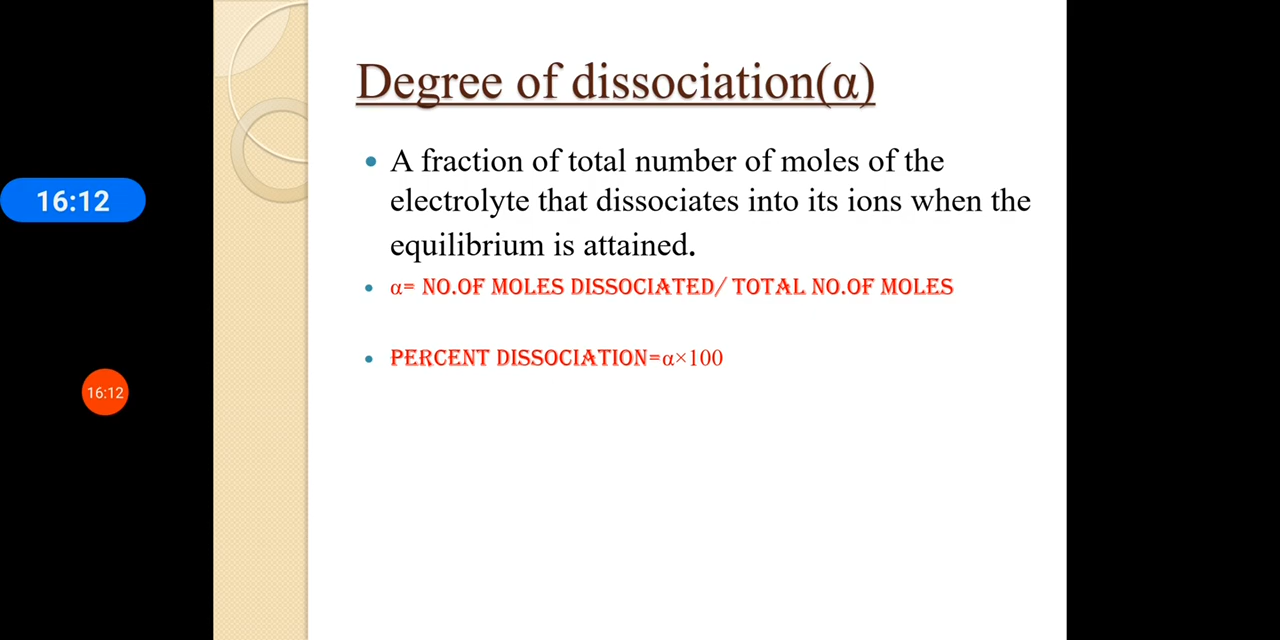 Degree of dissociation(α)
• A fraction of total number of moles of the
electrolyte that dissociates into its ions when the
equilibrium is attained.
• α= NO.OF MOLES DISSOCIATED/ TOTAL NO.OF MOLES
• PERCENT DISSOCIATION=α×100
16:12
16:12